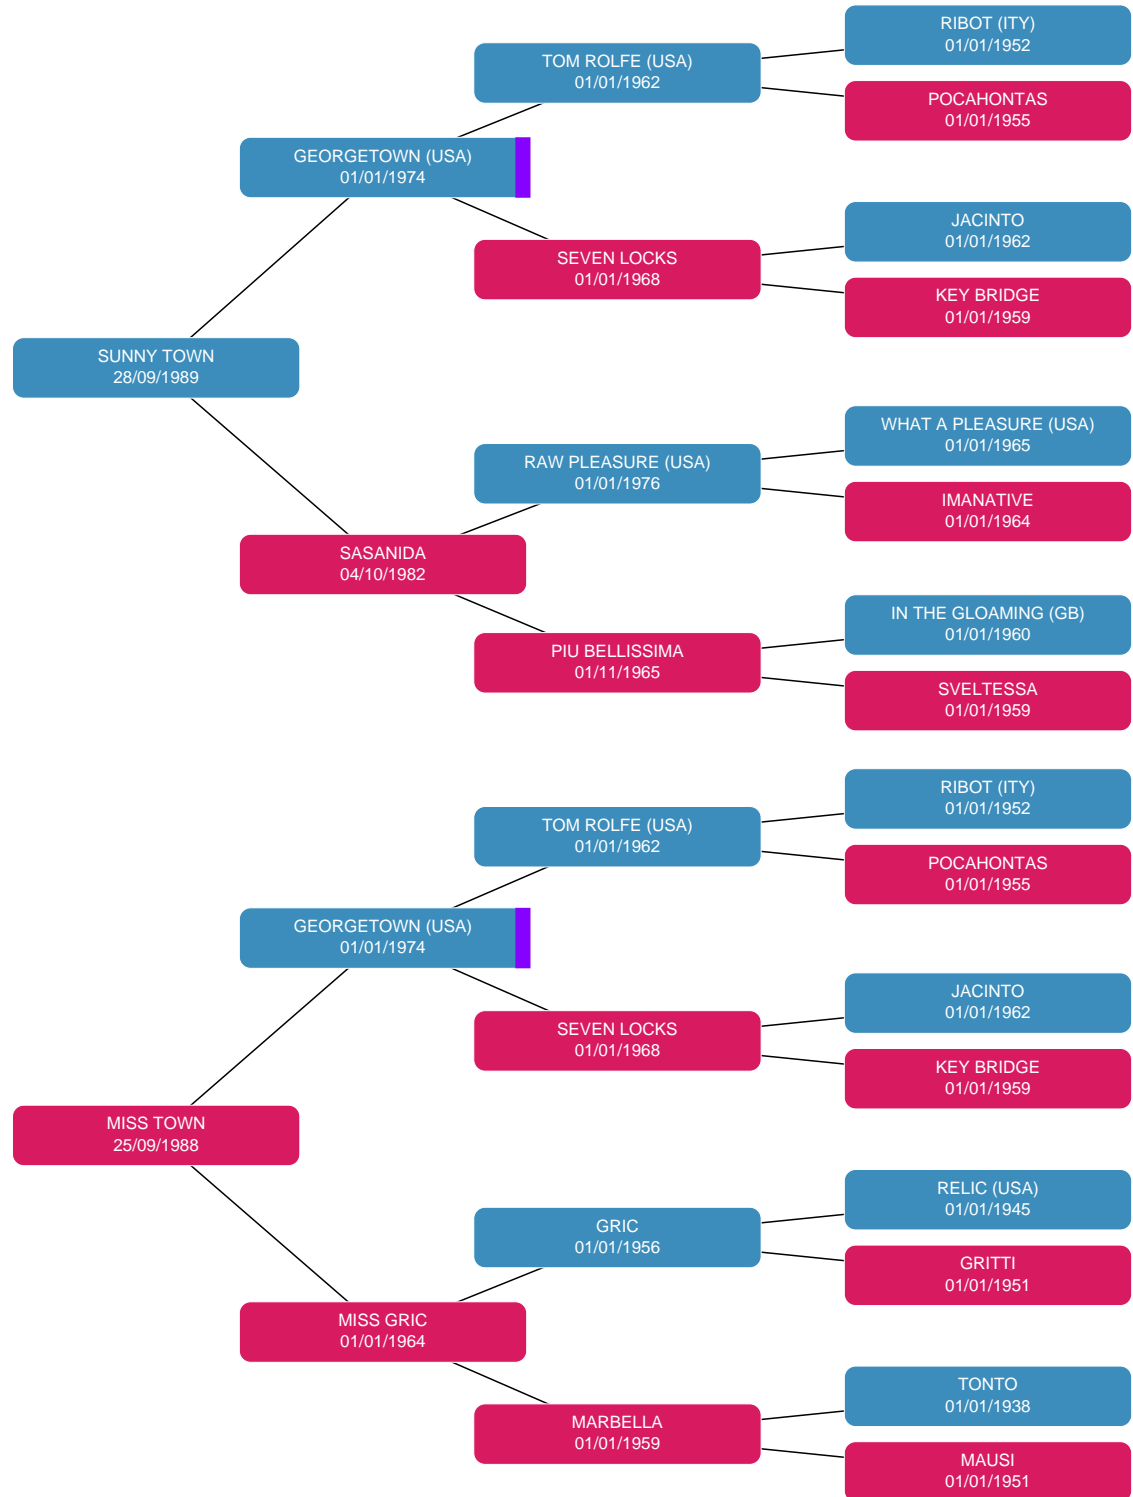 RIBOT (ITY)
01/01/1952
TOM ROLFE (USA)
01/01/1962
POCAHONTAS
01/01/1955
GEORGETOWN (USA)
01/01/1974
JACINTO
01/01/1962
SEVEN LOCKS
01/01/1968
KEY BRIDGE
01/01/1959
SUNNY TOWN
28/09/1989
WHAT A PLEASURE (USA)
01/01/1965
RAW PLEASURE (USA)
01/01/1976
IMANATIVE
01/01/1964
SASANIDA
04/10/1982
IN THE GLOAMING (GB)
01/01/1960
PIU BELLISSIMA
01/11/1965
SVELTESSA
01/01/1959
RIBOT (ITY)
01/01/1952
TOM ROLFE (USA)
01/01/1962
POCAHONTAS
01/01/1955
GEORGETOWN (USA)
01/01/1974
JACINTO
01/01/1962
SEVEN LOCKS
01/01/1968
KEY BRIDGE
01/01/1959
MISS TOWN
25/09/1988
RELIC (USA)
01/01/1945
GRIC
01/01/1956
GRITTI
01/01/1951
MISS GRIC
01/01/1964
TONTO
01/01/1938
MARBELLA
01/01/1959
MAUSI
01/01/1951